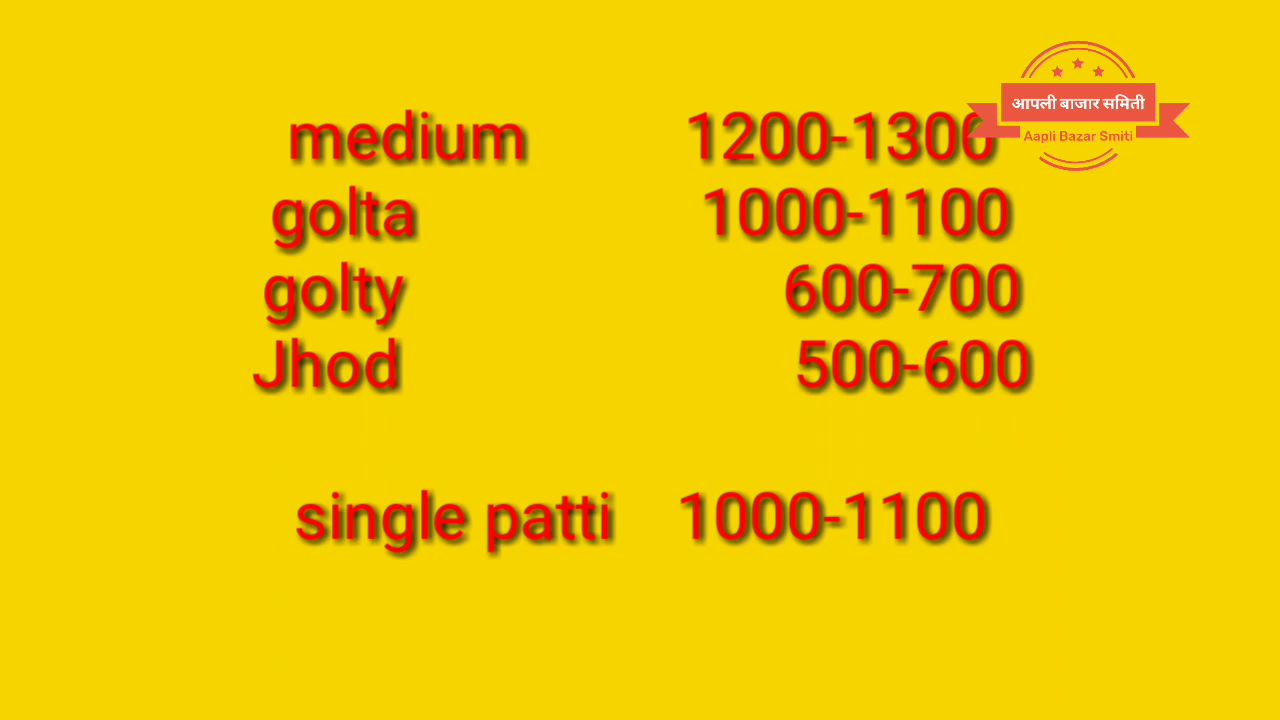 medium 1200-1300
golta 1000-1100
golty 600-700
Jhod 500-600
single patti 1000-1100
आपली बाजार समिती
Aapli Bazar Smiti